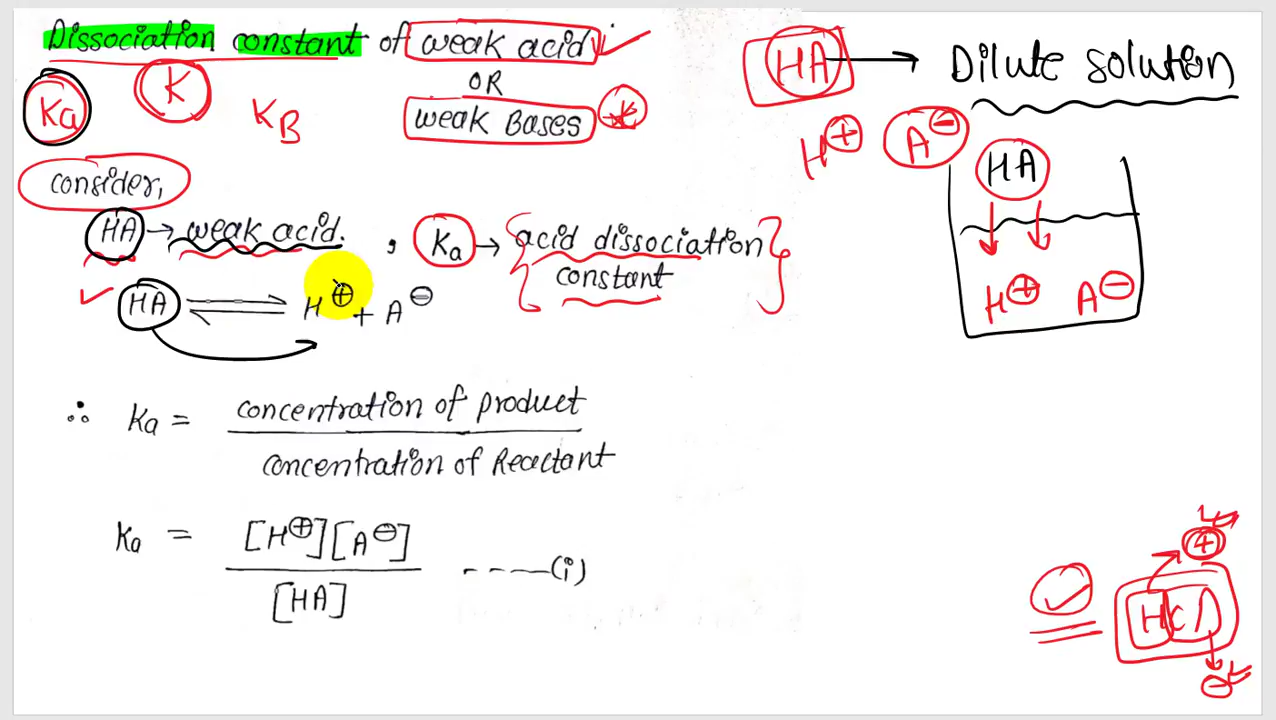 Dissociation constant of weak acid
OR
weak Bases
Ka K KB
consider,
HA → weak acid. , Ka → acid dissociation
constant
HA ⇌ H⊕ + A⊖
∴ Ka = concentration of product
concentration of Reactant
Ka = [H⊕][A⊖]
[HA]
-----(i)
HA → Dilute solution
H⊕ A⊖
HA
H⊕ A⊖
⊕
HCl
⊖